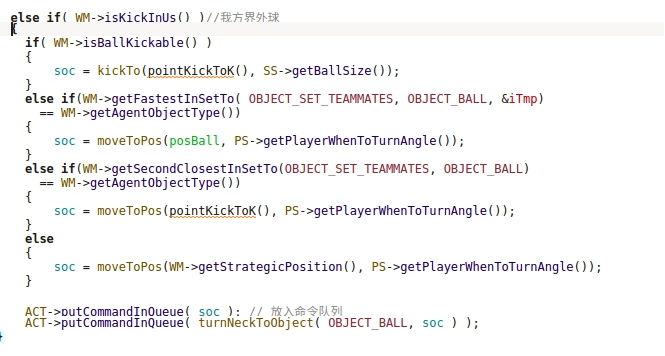 else if( WM->isKickInUs() )//我方界外球
{
if( WM->isBallKickable() )
{
soc = kickTo(pointKickToK(), SS->getBallSize());
}
else if(WM->getFastestInSetTo( OBJECT_SET_TEAMMATES, OBJECT_BALL, &iTmp)
== WM->getAgentObjectType())
{
soc = moveToPos(posBall, PS->getPlayerWhenToTurnAngle());
}
else if(WM->getSecondClosestInSetTo(OBJECT_SET_TEAMMATES, OBJECT_BALL)
== WM->getAgentObjectType())
{
soc = moveToPos(pointKickToK(), PS->getPlayerWhenToTurnAngle());
}
else
{
soc = moveToPos(WM->getStrategicPosition(), PS->getPlayerWhenToTurnAngle());
}
ACT->putCommandInQueue( soc ); // 放入命令队列
ACT->putCommandInQueue( turnNeckToObject( OBJECT_BALL, soc ) );
}